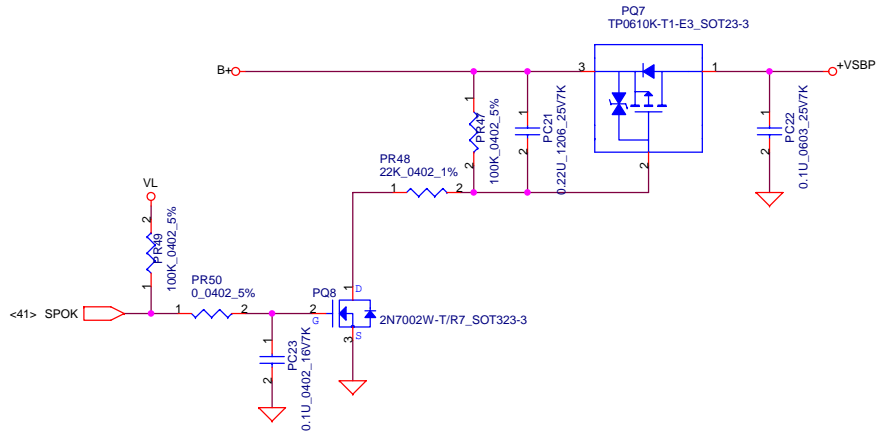 PQ7
TP0610K-T1-E3_SOT23-3
B+
3
1
+VSBP
2
1
2
PR47
100K_0402_5%
1
2
PC21
0.22U_1206_25V7K
1
2
PC22
0.1U_0603_25V7K
PR48
22K_0402_1%
1
2
VL
2
1
PR49
100K_0402_5%
PR50
0_0402_5%
<41> SPOK
1
2
PQ8
1
D
2
G
3
S
2N7002W-T/R7_SOT323-3
1
2
PC23
0.1U_0402_16V7K